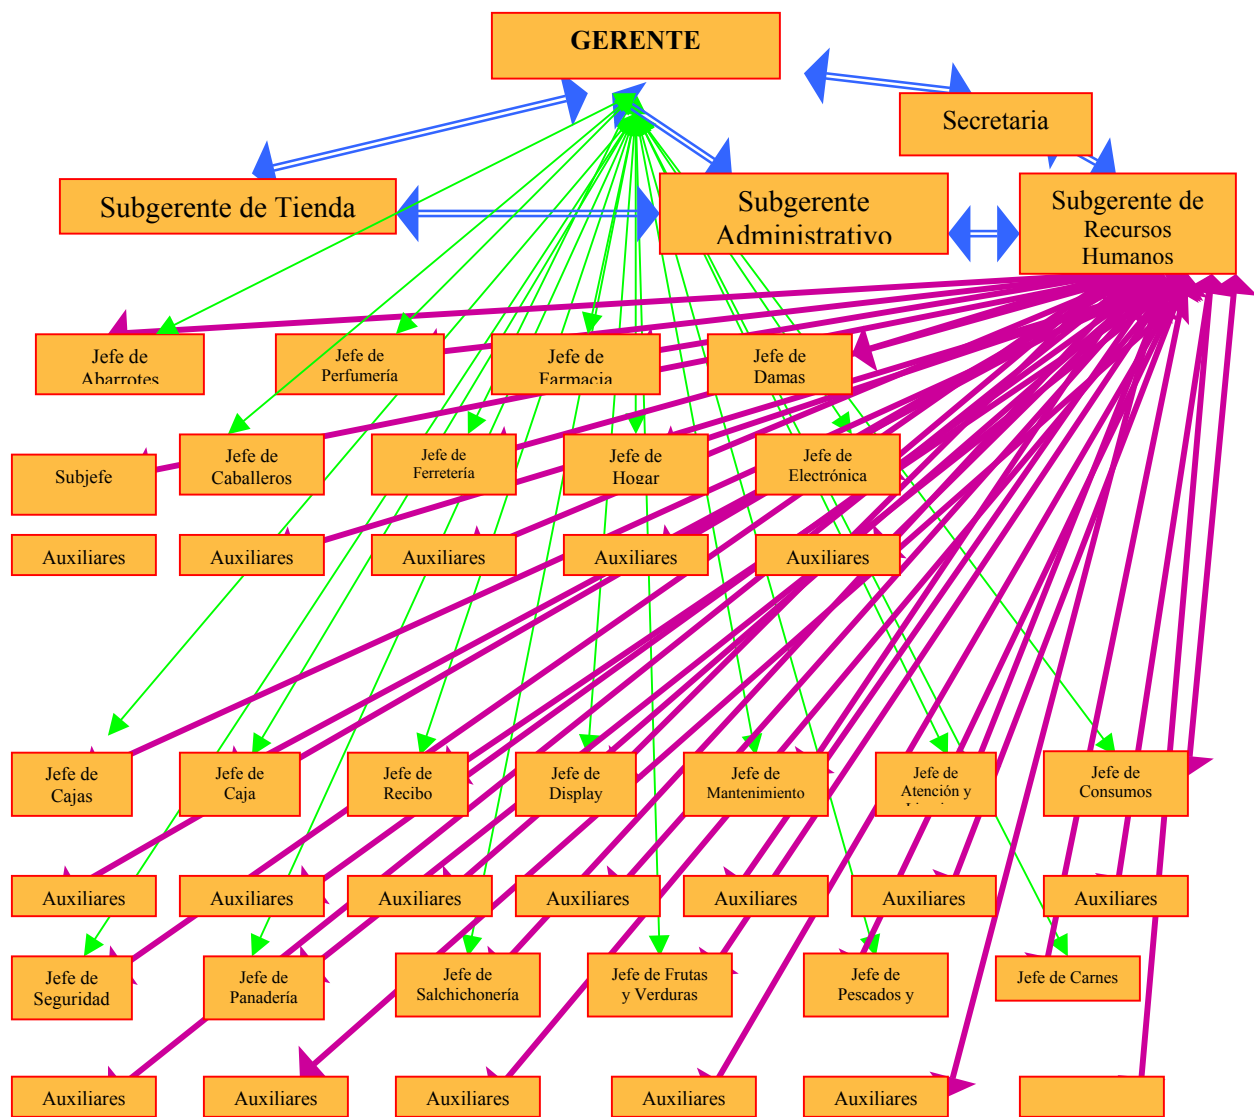 GERENTE
Secretaria
Subgerente de Tienda
Subgerente
Administrativo
Subgerente de
Recursos
Humanos
Jefe de
Abarrotes
Jefe de
Perfumería
Jefe de
Farmacia
Jefe de
Damas
Subjefe
Jefe de
Caballeros
Jefe de
Ferretería
Jefe de
Hogar
Jefe de
Electrónica
Auxiliares
Auxiliares
Auxiliares
Auxiliares
Auxiliares
Jefe de
Cajas
Jefe de
Caja
Jefe de
Recibo
Jefe de
Display
Jefe de
Mantenimiento
Jefe de
Atención y
Jefe de
Consumos
Auxiliares
Auxiliares
Auxiliares
Auxiliares
Auxiliares
Auxiliares
Auxiliares
Jefe de
Seguridad
Jefe de
Panadería
Jefe de
Salchichonería
Jefe de Frutas
y Verduras
Jefe de
Pescados y
Jefe de Carnes
Auxiliares
Auxiliares
Auxiliares
Auxiliares
Auxiliares